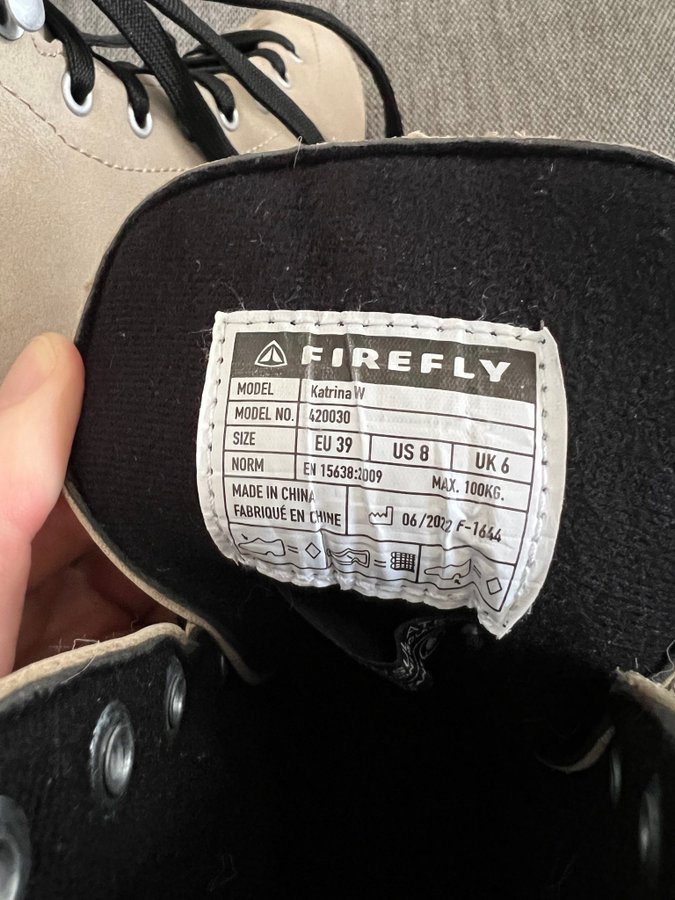 FIREFLY
MODEL Katrina W
MODEL NO. 420030
SIZE EU 39 US 8 UK 6
NORM EN 15638:2009 MAX. 100KG.
MADE IN CHINA
FABRIQUÉ EN CHINE 06/2022 F-1644